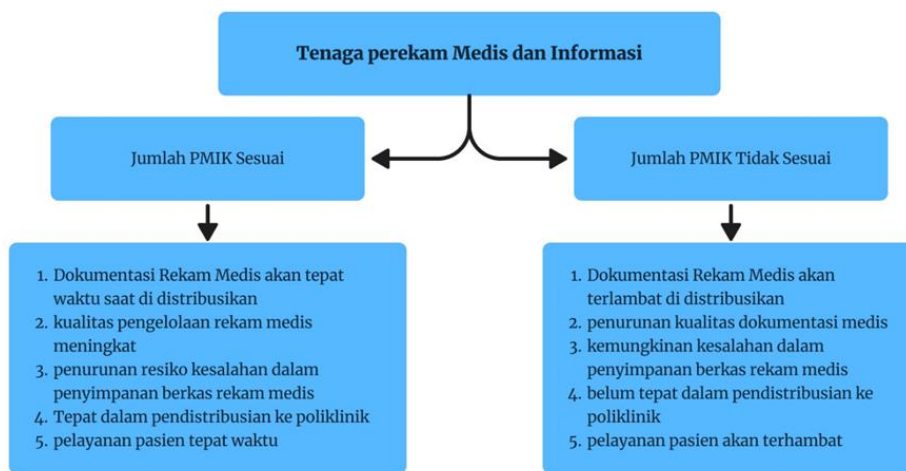 Tenaga perekam Medis dan Informasi
Jumlah PMIK Sesuai
Jumlah PMIK Tidak Sesuai
1. Dokumentasi Rekam Medis akan tepat
waktu saat di distribusikan
2. kualitas pengelolaan rekam medis
meningkat
3. penurunan resiko kesalahan dalam
penyimpanan berkas rekam medis
4. Tepat dalam pendistribusian ke poliklinik
5. pelayanan pasien tepat waktu
1. Dokumentasi Rekam Medis akan
terlambat di distribusikan
2. penurunan kualitas dokumentasi medis
3. kemungkinan kesalahan dalam
penyimpanan berkas rekam medis
4. belum tepat dalam pendistribusian ke
poliklinik
5. pelayanan pasien akan terhambat